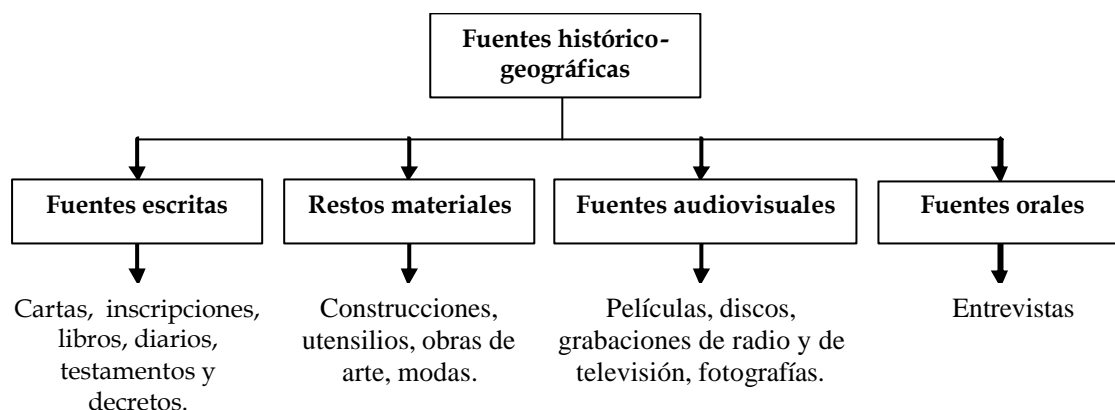 Fuentes histórico-
geográficas
Fuentes escritas
Restos materiales
Fuentes audiovisuales
Fuentes orales
Cartas, inscripciones,
libros, diarios,
testamentos y
decretos.
Construcciones,
utensilios, obras de
arte, modas.
Películas, discos,
grabaciones de radio y de
televisión, fotografías.
Entrevistas